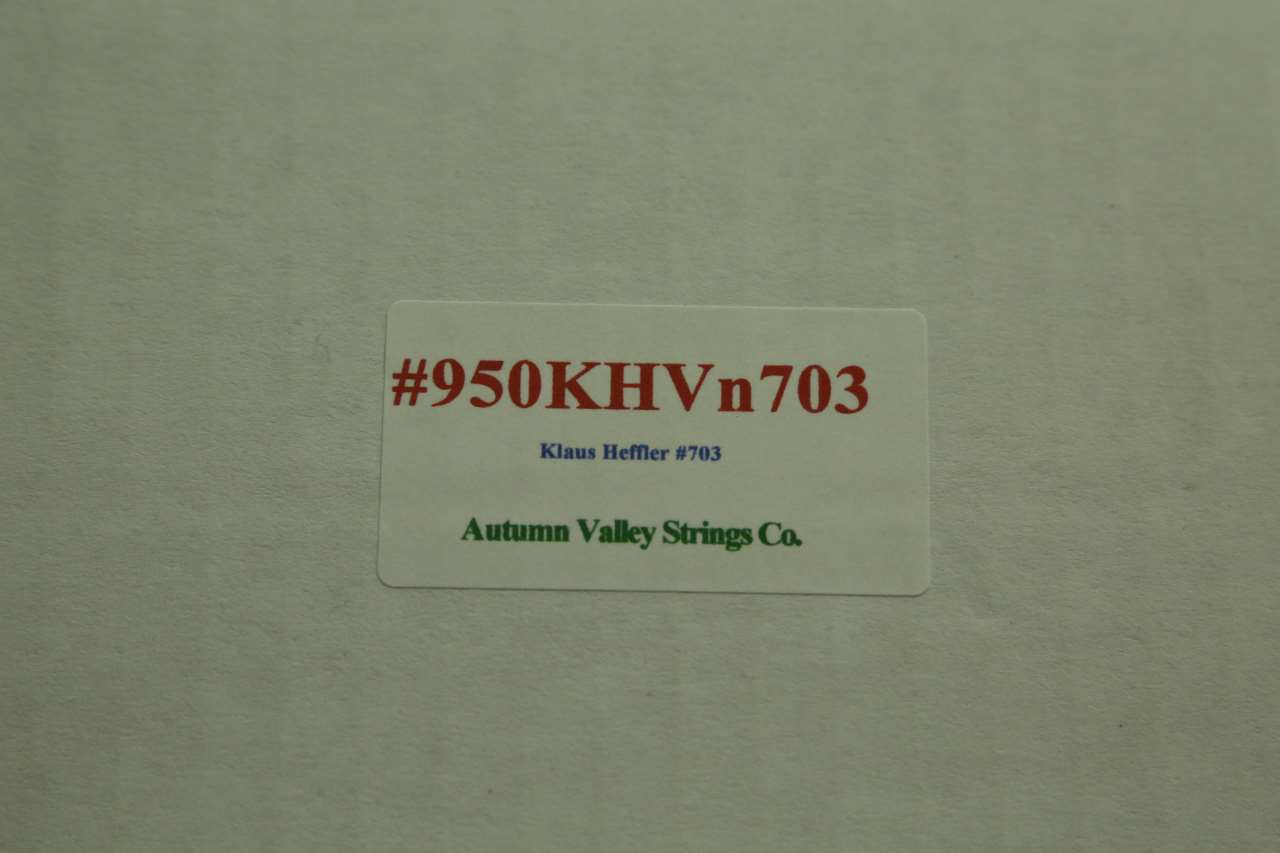 #950KHVn703
Klaus Heffler #703
Autumn Valley Strings Co.